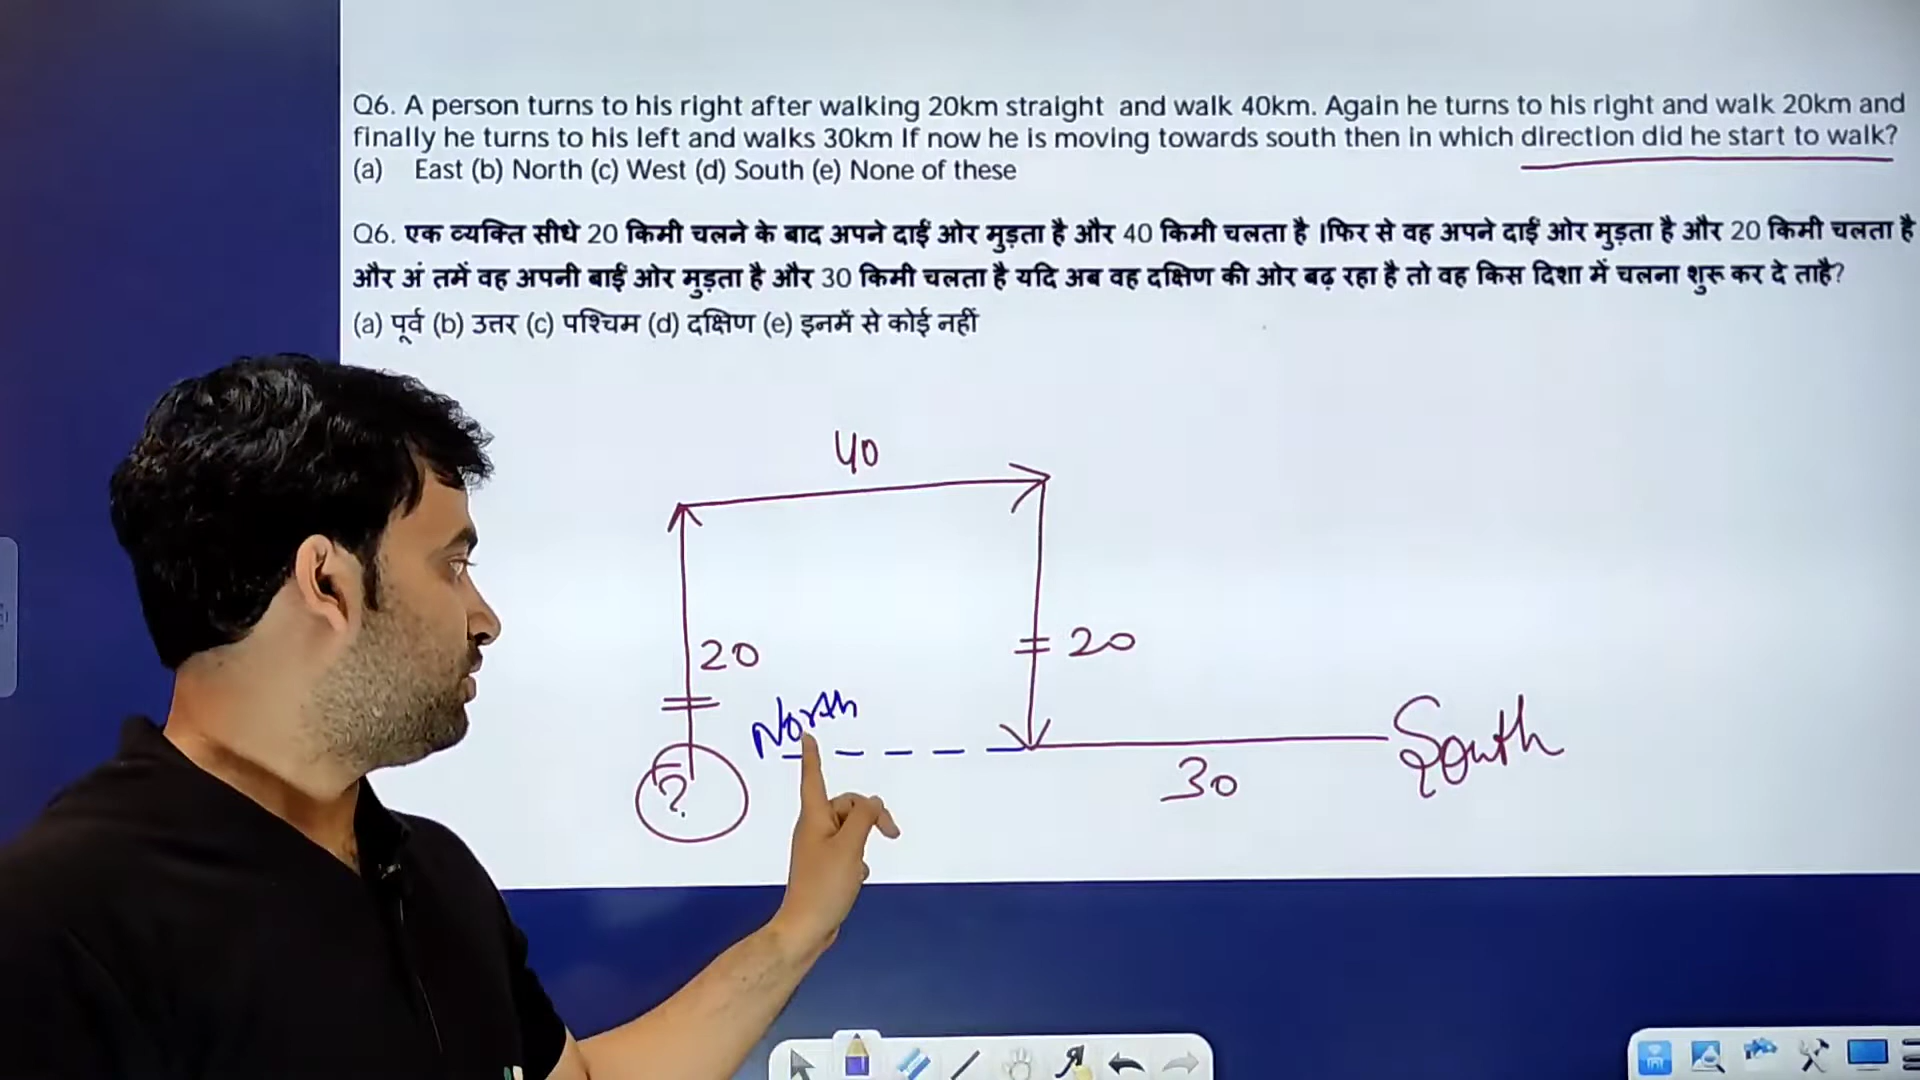 Q6. A person turns to his right after walking 20km straight and walk 40km. Again he turns to his right and walk 20km and
finally he turns to his left and walks 30km If now he is moving towards south then in which direction did he start to walk?
(a) East (b) North (c) West (d) South (e) None of these
Q6. एक व्यक्ति सीधे 20 किमी चलने के बाद अपने दाईं ओर मुड़ता है और 40 किमी चलता है ।फिर से वह अपने दाईं ओर मुड़ता है और 20 किमी चलता है
और अं तमें वह अपनी बाईं ओर मुड़ता है और 30 किमी चलता है यदि अब वह दक्षिण की ओर बढ़ रहा है तो वह किस दिशा में चलना शुरू कर दे ताहै?
(a) पूर्व (b) उत्तर (c) पश्चिम (d) दक्षिण (e) इनमें से कोई नहीं
40
20
20
North
South
30
?